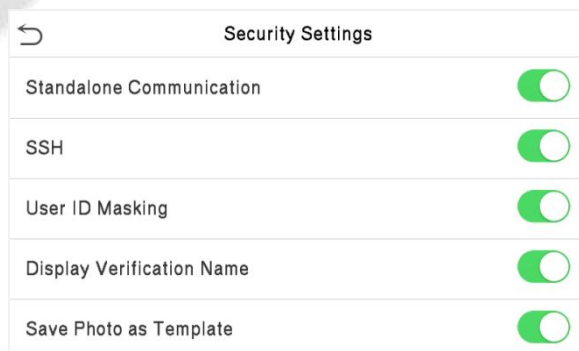 Security Settings
Standalone Communication
SSH
User ID Masking
Display Verification Name
Save Photo as Template